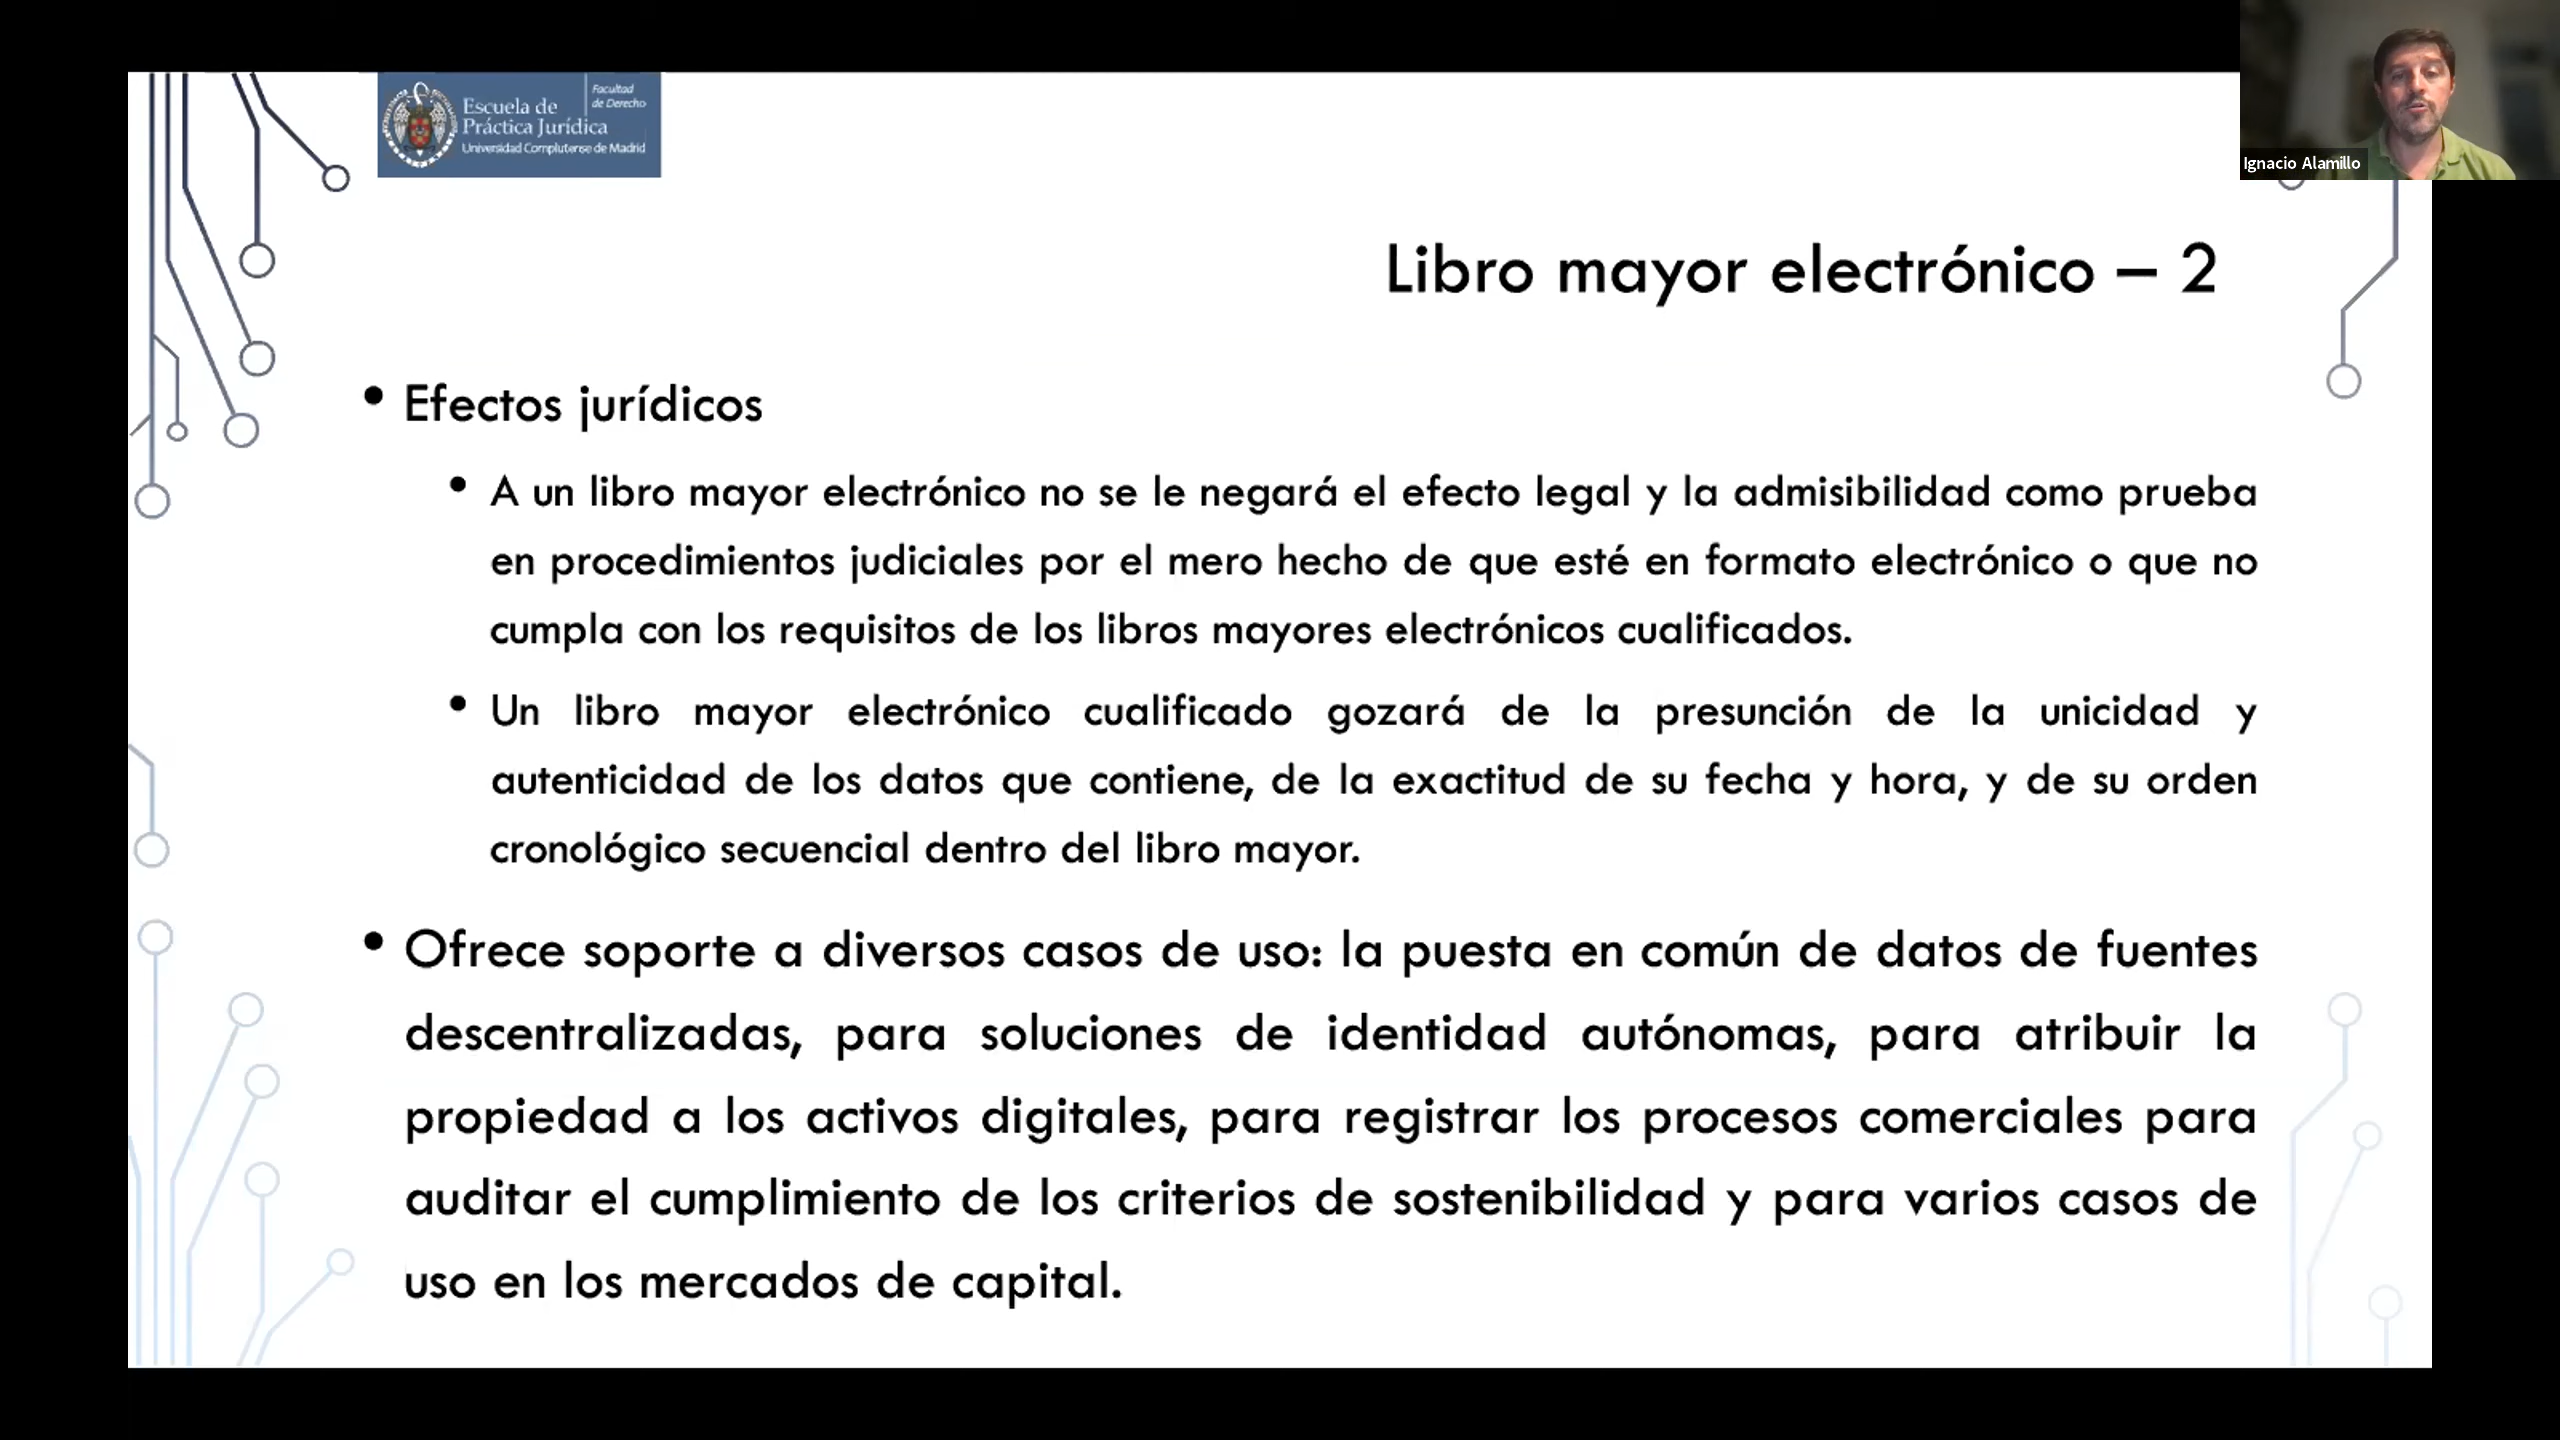 Escuela de
Práctica Jurídica
Universidad Complutense de Madrid
Facultad
de Derecho
Ignacio Alamillo
Libro mayor electrónico – 2
• Efectos jurídicos
• A un libro mayor electrónico no se le negará el efecto legal y la admisibilidad como prueba
en procedimientos judiciales por el mero hecho de que esté en formato electrónico o que no
cumpla con los requisitos de los libros mayores electrónicos cualificados.
• Un libro mayor electrónico cualificado gozará de la presunción de la unicidad y
autenticidad de los datos que contiene, de la exactitud de su fecha y hora, y de su orden
cronológico secuencial dentro del libro mayor.
• Ofrece soporte a diversos casos de uso: la puesta en común de datos de fuentes
descentralizadas, para soluciones de identidad autónomas, para atribuir la
propiedad a los activos digitales, para registrar los procesos comerciales para
auditar el cumplimiento de los criterios de sostenibilidad y para varios casos de
uso en los mercados de capital.